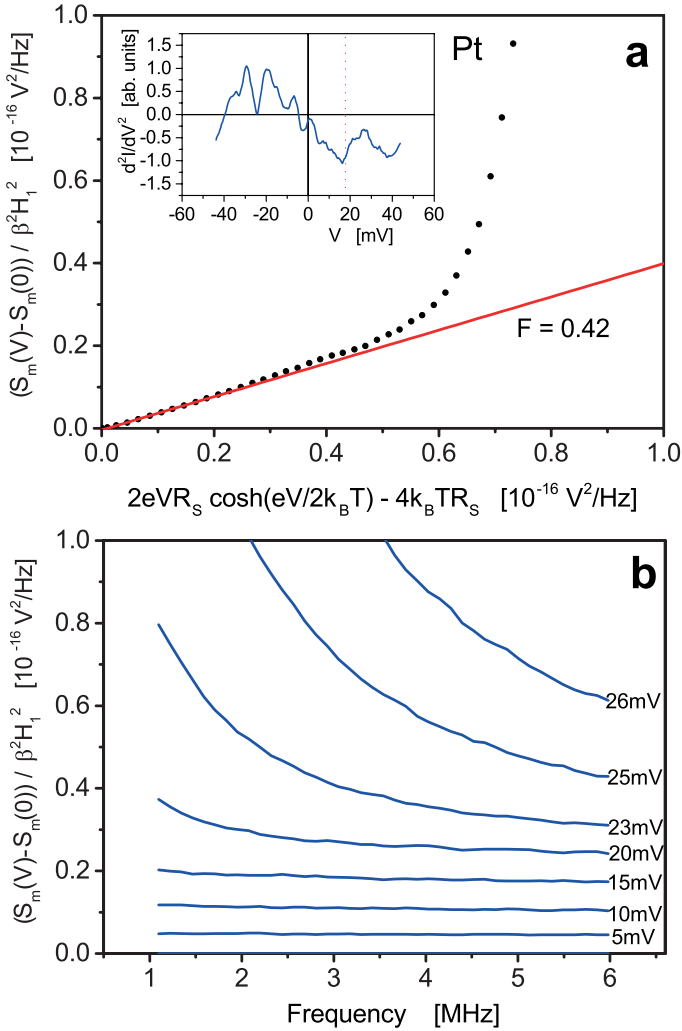 1.0
0.8
0.6
0.4
0.2
0.0
(Sₘ(V)-Sₘ(0)) / β²H₁² [10⁻¹⁶ V²/Hz]
Pt
a
F = 0.42
1.5
1.0
0.5
0.0
-0.5
-1.0
-1.5
d²I/dV² [ab. units]
-60 -40 -20 0 20 40 60
V [mV]
0.0 0.2 0.4 0.6 0.8 1.0
2eVR_S cosh(eV/2k_BT) - 4k_BTR_S [10⁻¹⁶ V²/Hz]
1.0
0.8
0.6
0.4
0.2
0.0
(Sₘ(V)-Sₘ(0)) / β²H₁² [10⁻¹⁶ V²/Hz]
b
26mV
25mV
23mV
20mV
15mV
10mV
5mV
1 2 3 4 5 6
Frequency [MHz]